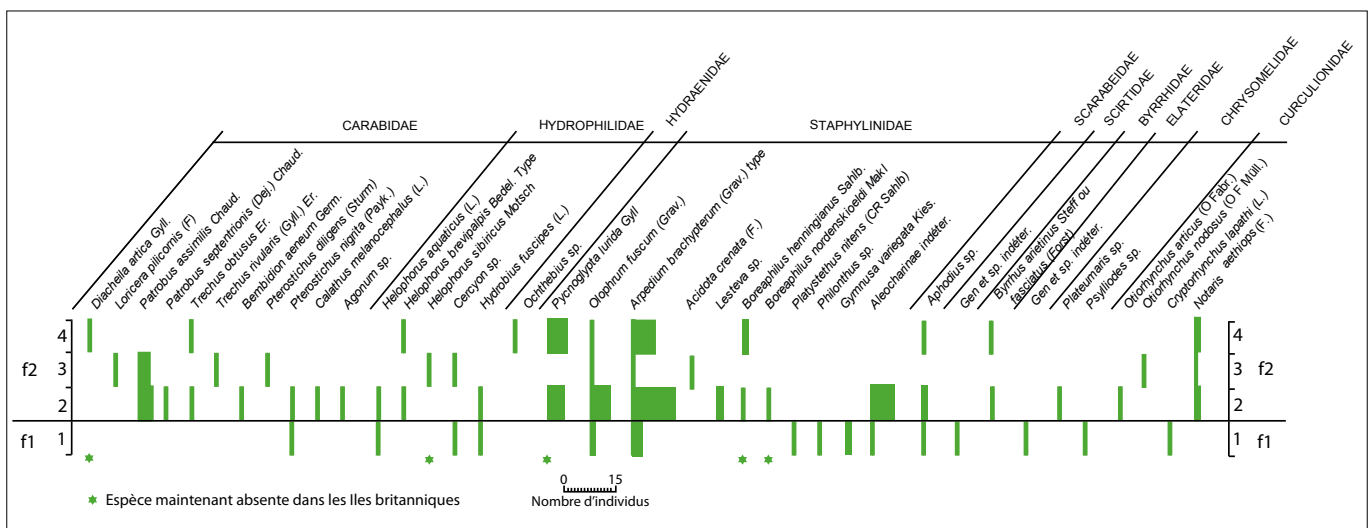 CARABIDAE
HYDROPHILIDAE
HYDRAENIDAE
STAPHYLINIDAE
SCARABEIDAE
SCIRTIDAE
BYRRHIDAE
ELATERIDAE
CHRYSOMELIDAE
CURCULIONIDAE
Diacheila artica Gyll.
Loricera pilicornis (F)
Patrobus assimilis Chaud.
Patrobus septentrionis (Dej.) Chaud.
Trechus obtusus Er.
Trechus rivularis (Gyll.) Er.
Bembidion aeneum Germ.
Pterostichus diligens (Sturm)
Pterostichus nigrita (Payk.)
Calathus melanocephalus (L.)
Agonum sp.
Helophorus aquaticus (L.)
Helophorus brevipalpis Bedel. Type
Helophorus sibiricus Motsch
Cercyon sp.
Hydrobius fuscipes (L.)
Ochthebius sp.
Pycnoglypta lurida Gyll
Olophrum fuscum (Grav.)
Arpedium brachypterum (Grav.) type
Acidota crenata (F.)
Lesteva sp.
Boreaphilus henningianus Sahlb.
Boreaphilus nordenskioeldi Makl
Platystethus nitens (CR Sahlb)
Philonthus sp.
Gymnusa variegata Kies.
Aleocharinae indéter.
Aphodius sp.
Gen et sp. indéter.
Byrrhus arietinus Steff ou
fasciatus (Forst)
Gen et sp. indéter.
Plateumaris sp.
Psylliodes sp.
Otiorhynchus articus (O Fabr.)
Otiorhynchus nodosus (O F Müll.)
Cryptorhynchus lapathi (L.)
Notaris aethiops (F.)
4 4
f2 3 3 f2
2 2
f1 1 1 f1
0 15
Nombre d'individus
Espèce maintenant absente dans les Iles britanniques